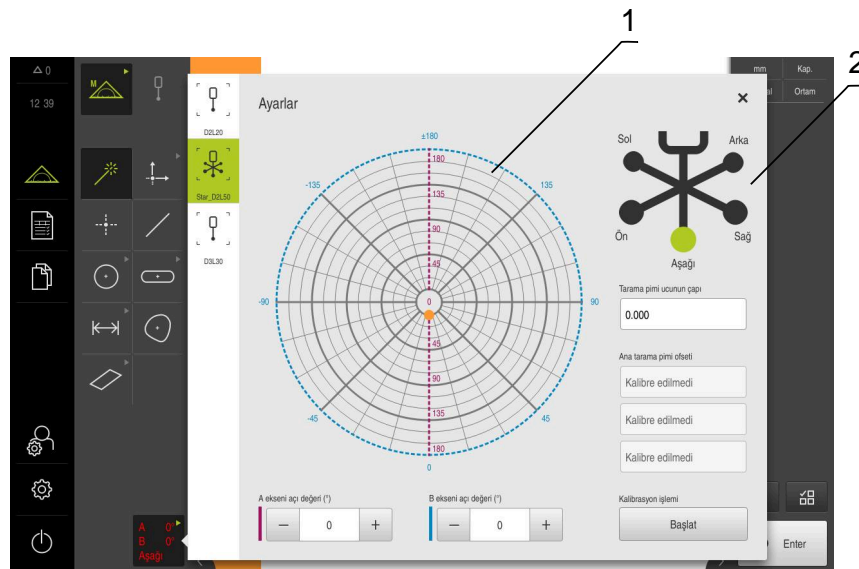 1
2
0
12 39
M
mm
Kap.
Ortam
D2L20
Star_D2L50
D3L30
Ayarlar
×
±180
-135
135
-90
90
-45
45
0
180
135
90
45
0
45
90
135
180
Sol
Arka
Ön
Sağ
Aşağı
Tarama pimi ucunun çapı
0.000
Ana tarama pimi ofseti
Kalibre edilmedi
Kalibre edilmedi
Kalibre edilmedi
A ekseni açı değeri (°)
− 0 +
B ekseni açı değeri (°)
− 0 +
Kalibrasyon işlemi
Başlat
A 0°
B 0°
Aşağı
Enter